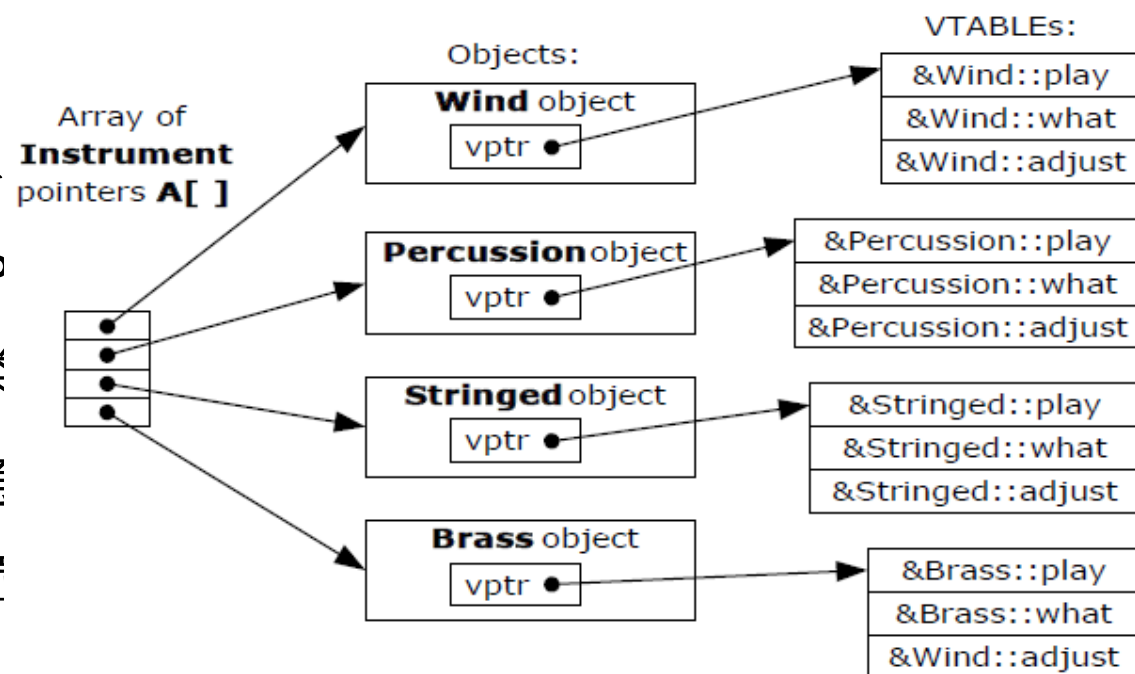 Array of
Instrument
pointers A[ ]
Objects:
Wind object
vptr
Percussion object
vptr
Stringed object
vptr
Brass object
vptr
VTABLEs:
&Wind::play
&Wind::what
&Wind::adjust
&Percussion::play
&Percussion::what
&Percussion::adjust
&Stringed::play
&Stringed::what
&Stringed::adjust
&Brass::play
&Brass::what
&Wind::adjust